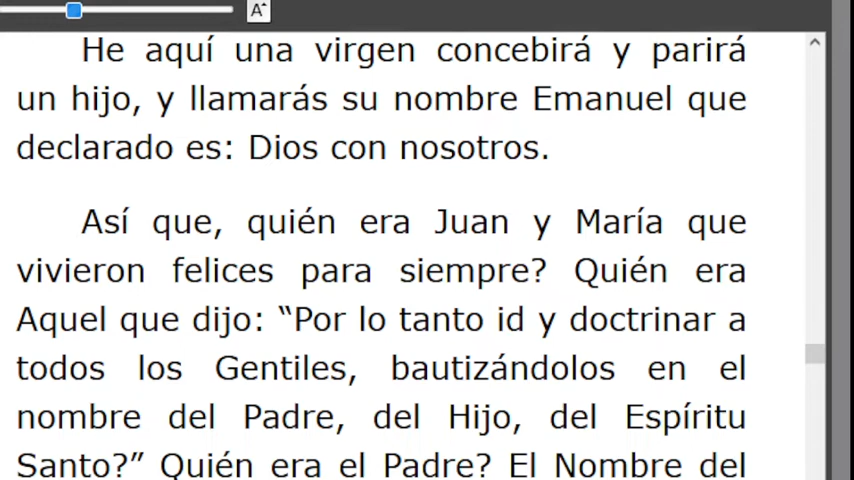 A
He aquí una virgen concebirá y parirá
un hijo, y llamarás su nombre Emanuel que
declarado es: Dios con nosotros.
Así que, quién era Juan y María que
vivieron felices para siempre? Quién era
Aquel que dijo: “Por lo tanto id y doctrinar a
todos los Gentiles, bautizándolos en el
nombre del Padre, del Hijo, del Espíritu
Santo?” Quién era el Padre? El Nombre del